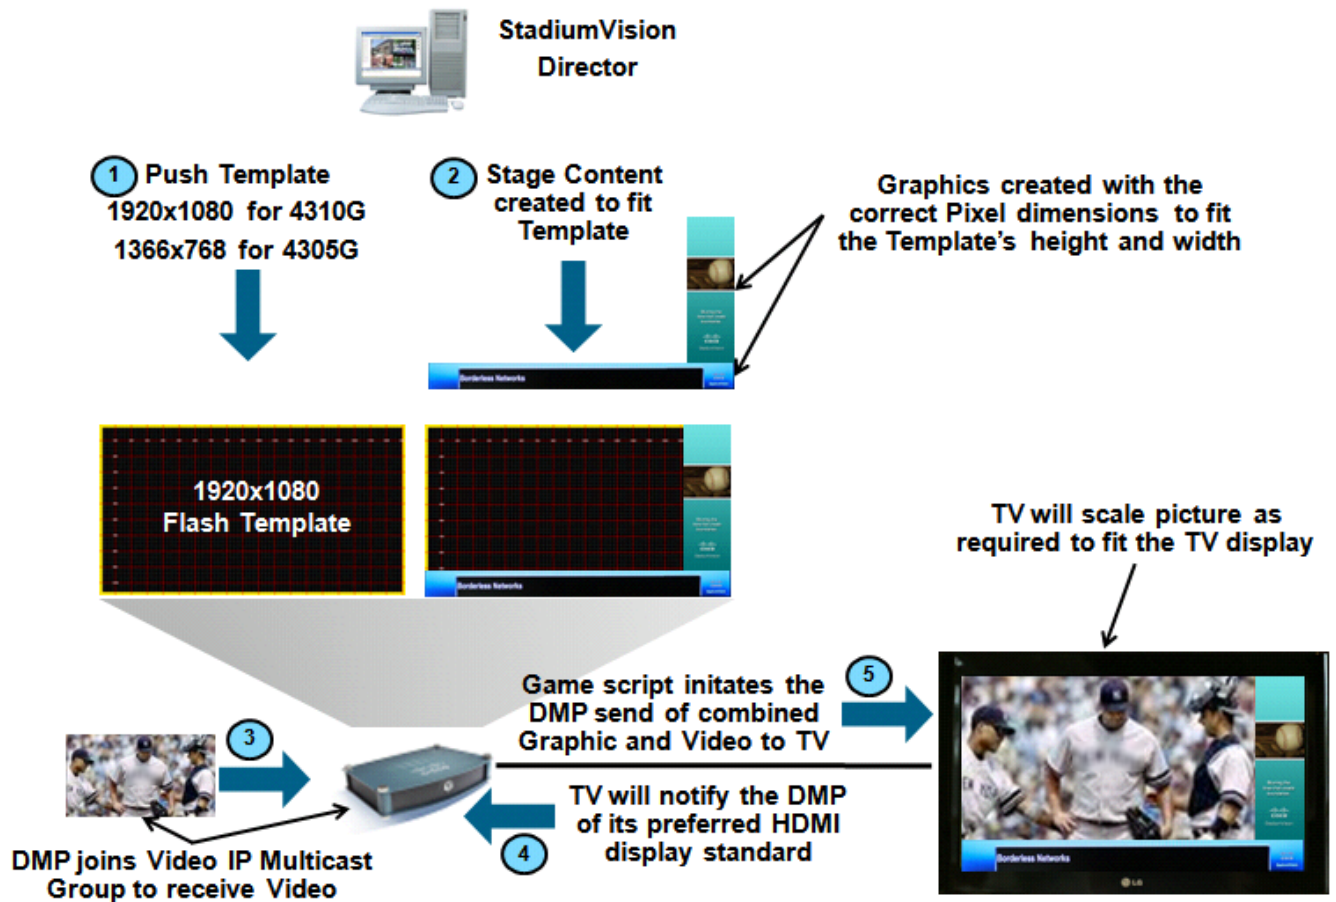 StadiumVision
Director
1
Push Template
1920x1080 for 4310G
1366x768 for 4305G
2
Stage Content
created to fit
Template
Graphics created with the
correct Pixel dimensions to fit
the Template's height and width
Borderless Networks
1920x1080
Flash Template
Borderless Networks
TV will scale picture as
required to fit the TV display
3
Game script initates the
DMP send of combined
Graphic and Video to TV
5
4
TV will notify the DMP
of its preferred HDMI
display standard
DMP joins Video IP Multicast
Group to receive Video
Borderless Networks
LG